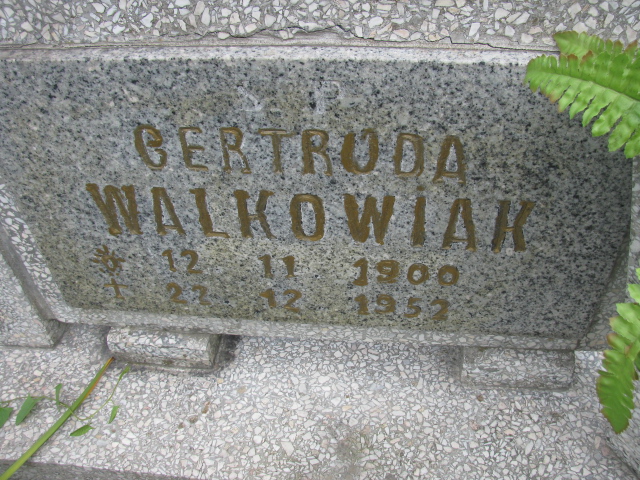 Ś P
GERTRUDA
WALKOWIAK
* 12 11 1900
† 22 12 1952